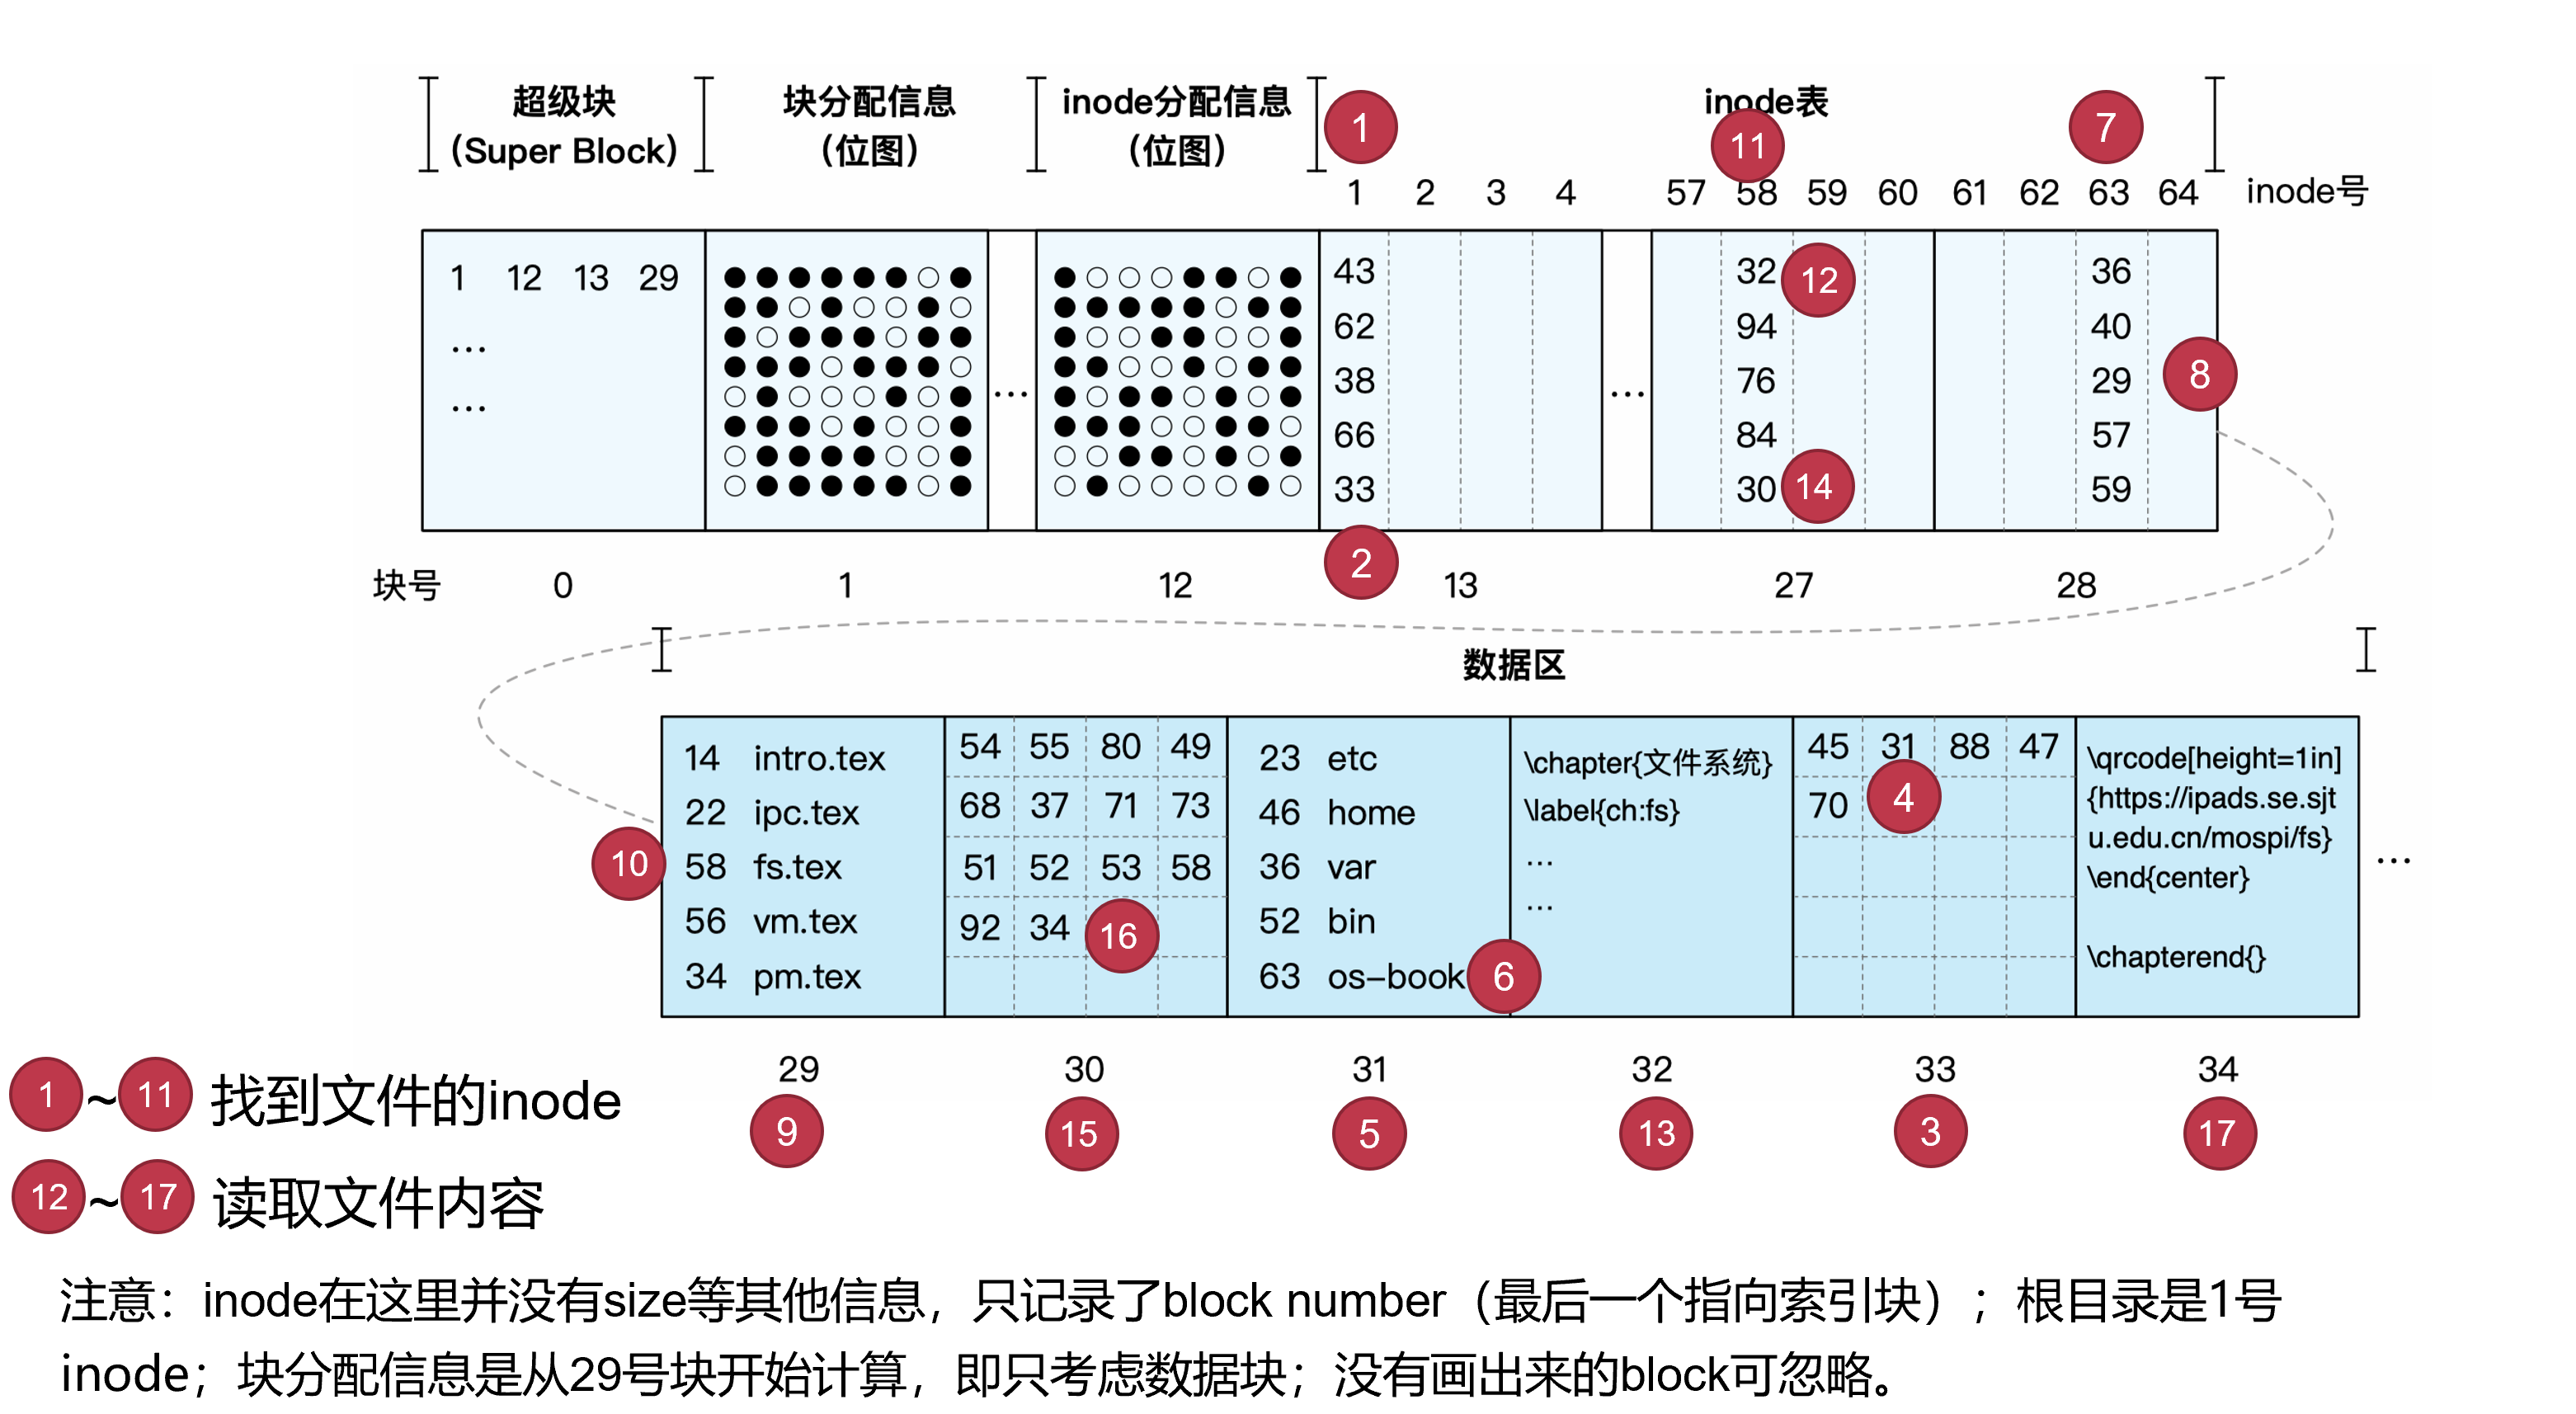 超级块 块分配信息 inode分配信息 1 inode表 7
（Super Block） （位图） （位图） 11
1 2 3 4 57 58 59 60 61 62 63 64 inode号
1 12 13 29 43 32 12 36
... 62 94 40
... ... 38 ... 76 29 8
66 84 57
33 30 14 59
块号 0 1 12 2 13 27 28
数据区
14 intro.tex 54 55 80 49 23 etc \chapter{文件系统} 45 31 88 47 \qrcode[height=1in]
22 ipc.tex 68 37 71 73 46 home \label{ch:fs} 70 4 {https://ipads.se.sjt
u.edu.cn/mospi/fs}
10 58 fs.tex 51 52 53 58 36 var ... \end{center} ...
56 vm.tex 92 34 16 52 bin ...
34 pm.tex 63 os-book 6 \chapterend{}
29 30 31 32 33 34
9 15 5 13 3 17
1 ~ 11 找到文件的inode
12 ~ 17 读取文件内容
注意：inode在这里并没有size等其他信息，只记录了block number（最后一个指向索引块）；根目录是1号
inode；块分配信息是从29号块开始计算，即只考虑数据块；没有画出来的block可忽略。